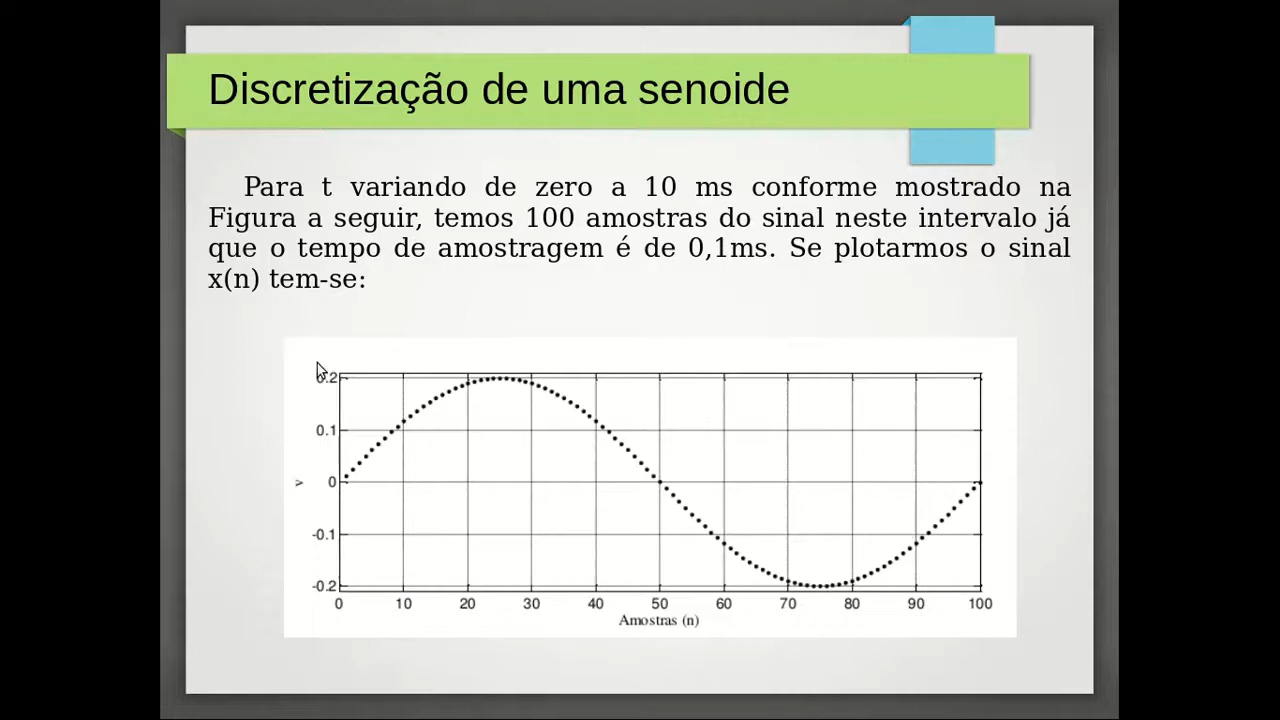 Discretização de uma senoide
Para t variando de zero a 10 ms conforme mostrado na
Figura a seguir, temos 100 amostras do sinal neste intervalo já
que o tempo de amostragem é de 0,1ms. Se plotarmos o sinal
x(n) tem-se:
0.2
0.1
v
0
-0.1
-0.2
0 10 20 30 40 50 60 70 80 90 100
Amostras (n)